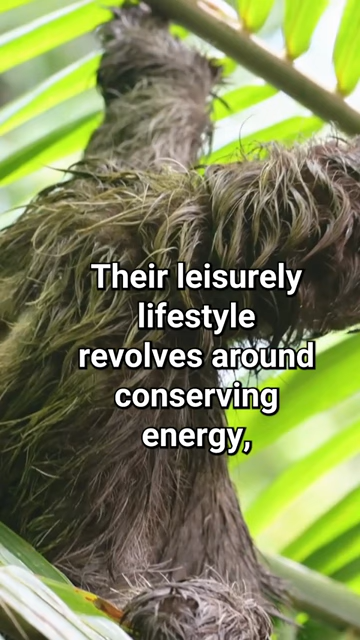 Their leisurely
lifestyle
revolves around
conserving
energy,